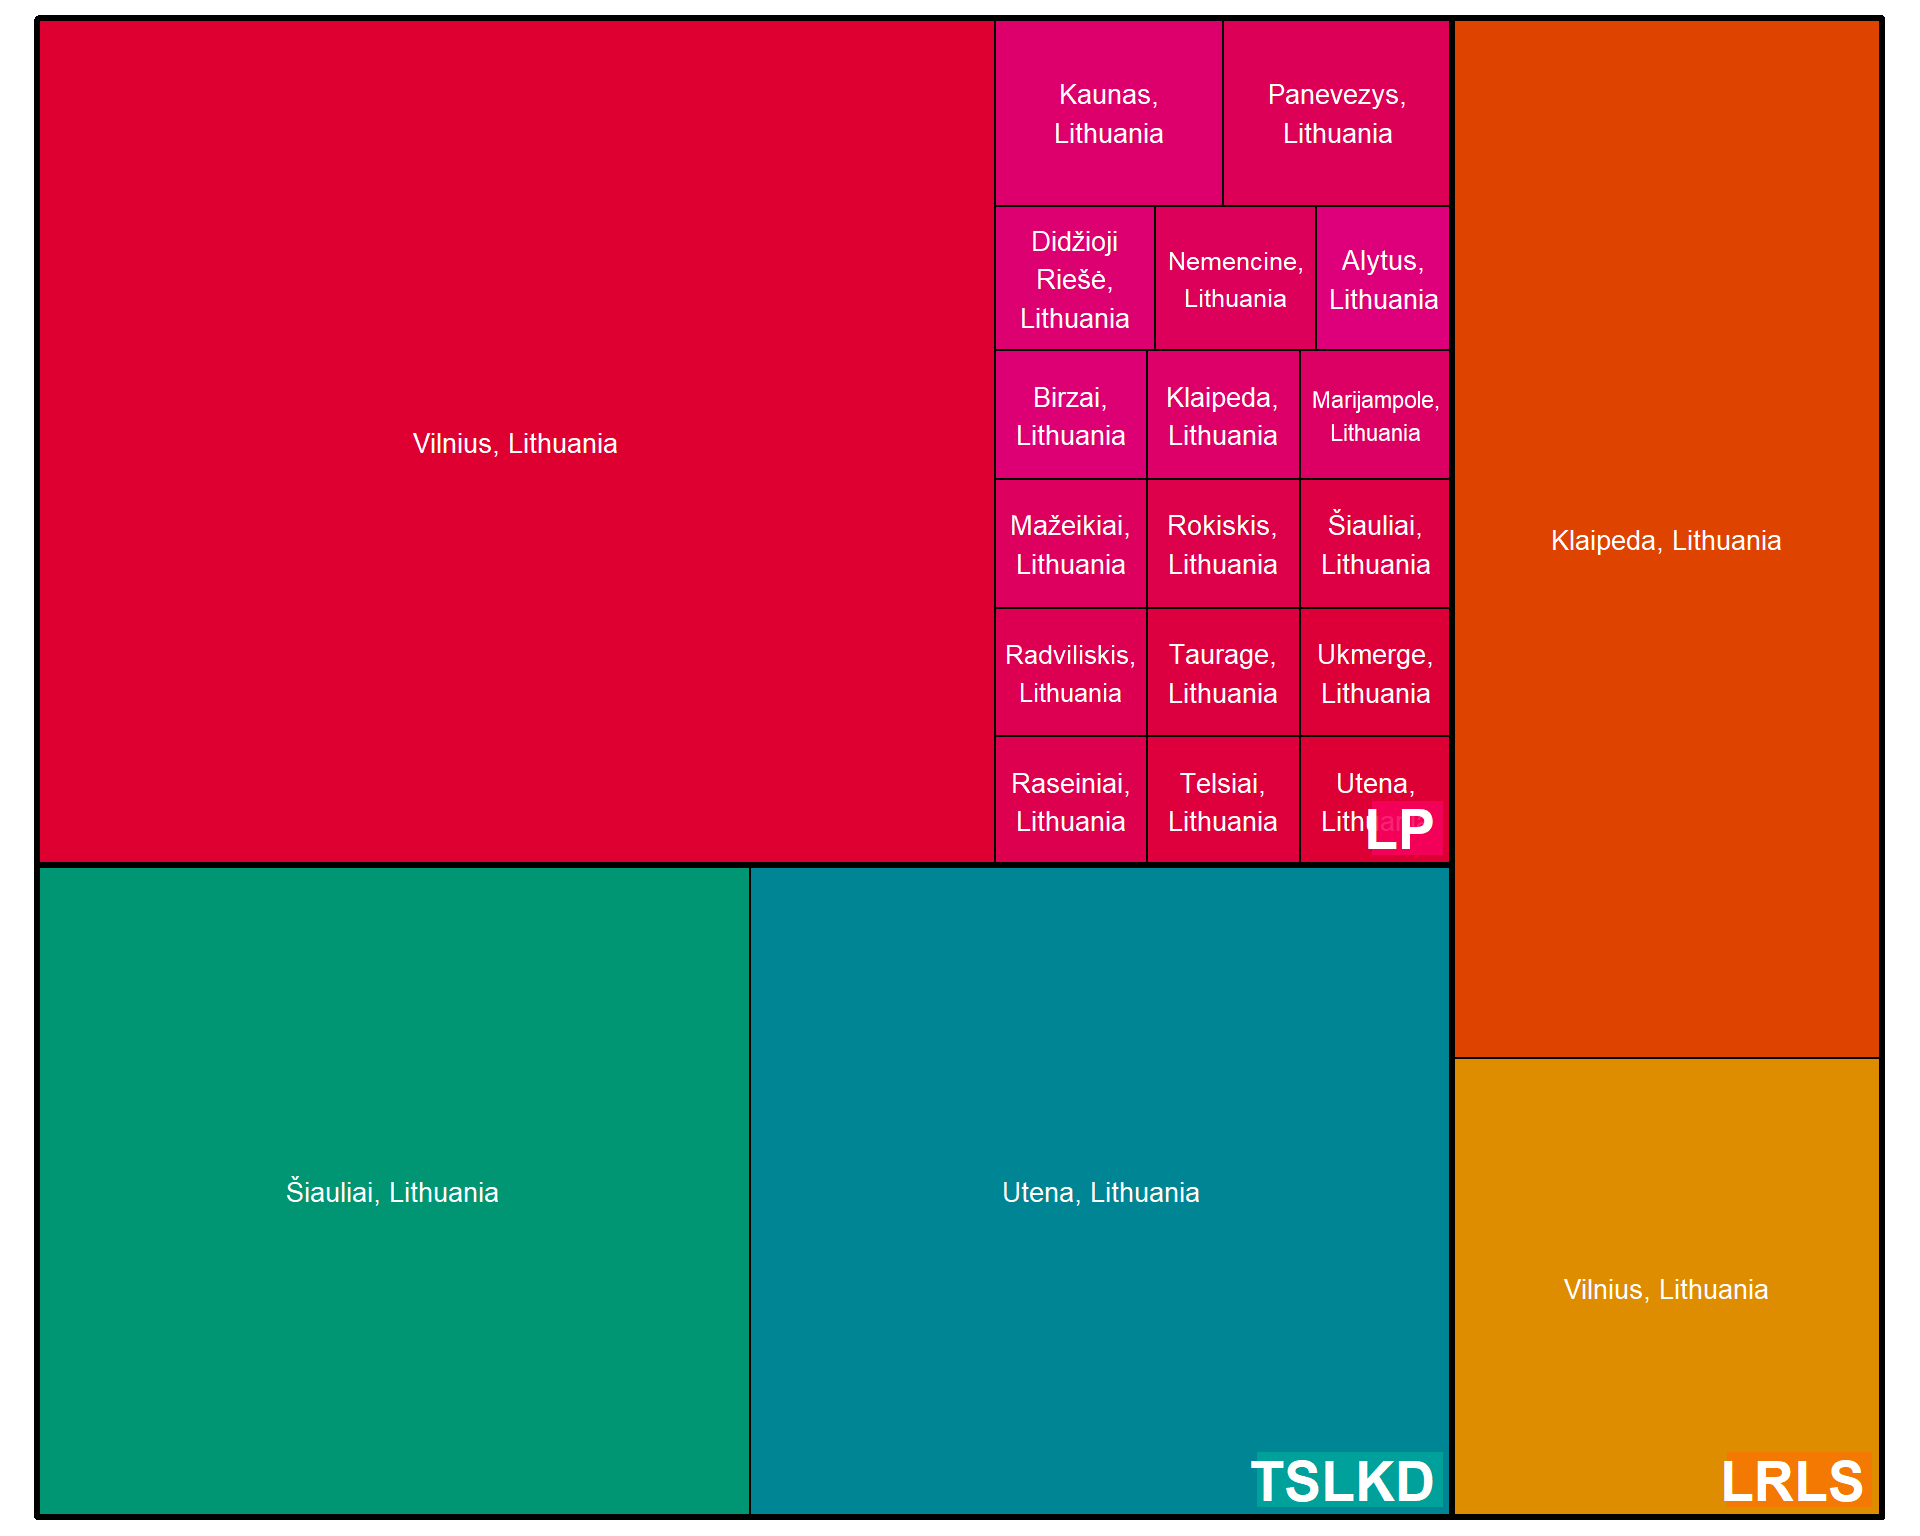 Vilnius, Lithuania
Kaunas,
Lithuania
Panevezys,
Lithuania
Didžioji
Riešė,
Lithuania
Nemencine,
Lithuania
Alytus,
Lithuania
Birzai,
Lithuania
Klaipeda,
Lithuania
Marijampole,
Lithuania
Mažeikiai,
Lithuania
Rokiskis,
Lithuania
Šiauliai,
Lithuania
Radviliskis,
Lithuania
Taurage,
Lithuania
Ukmerge,
Lithuania
Raseiniai,
Lithuania
Telsiai,
Lithuania
Utena,
Lithuania
LP
Klaipeda, Lithuania
Šiauliai, Lithuania
Utena, Lithuania
TSLKD
Vilnius, Lithuania
LRLS